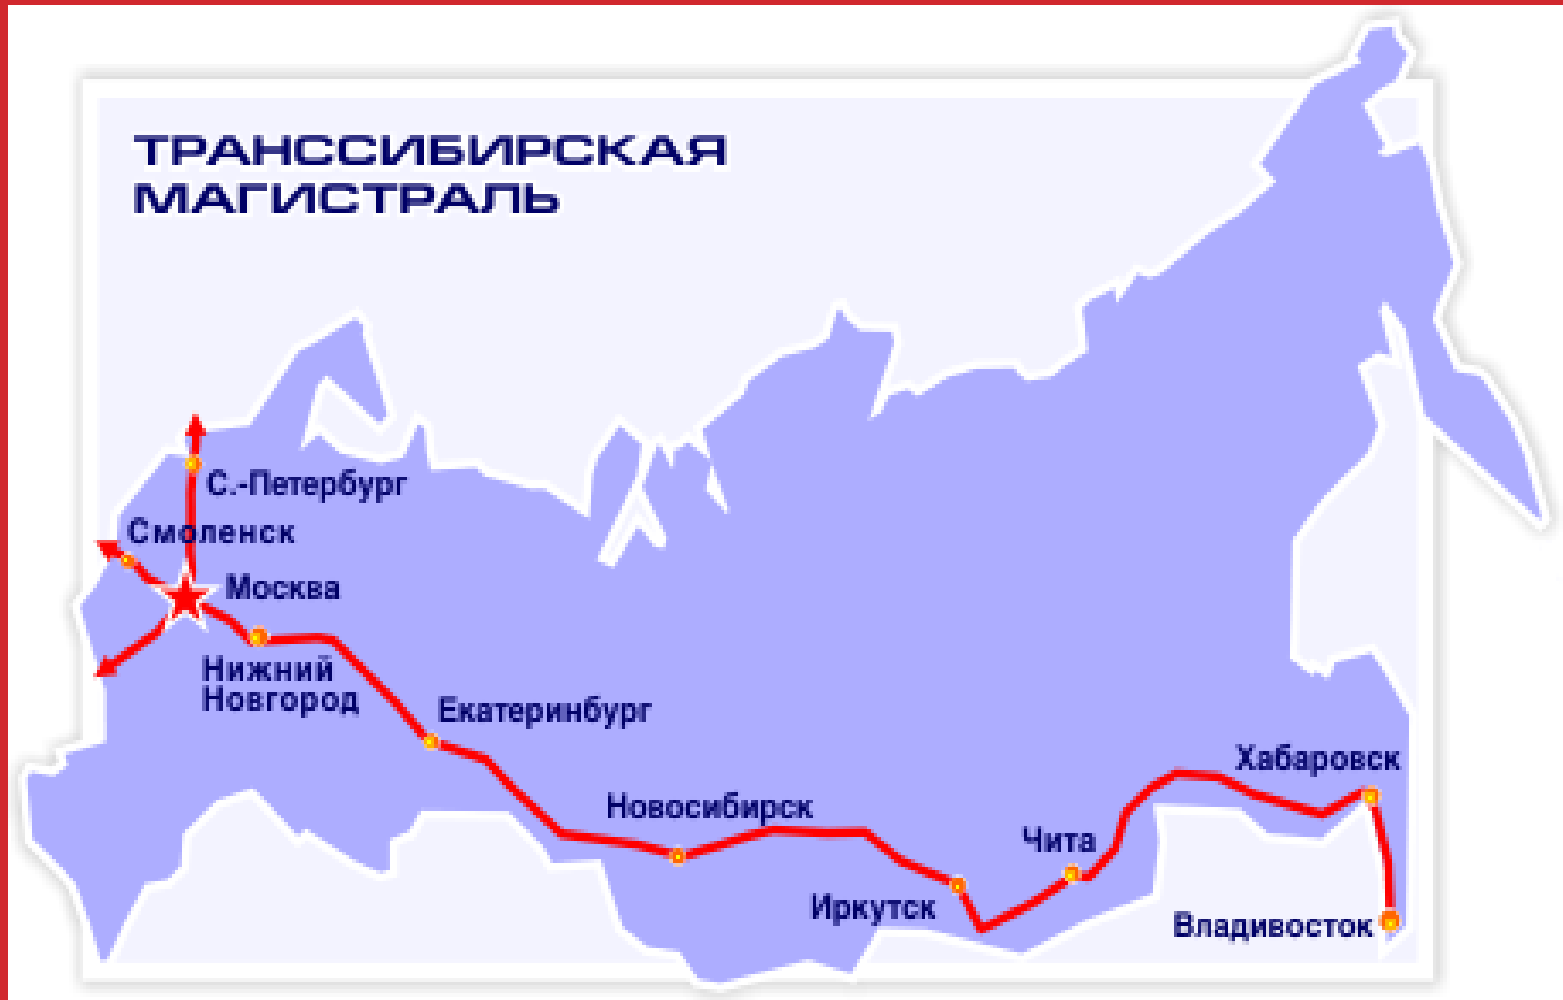 ТРАНССИБИРСКАЯ
МАГИСТРАЛЬ
С.-Петербург
Смоленск
Москва
Нижний
Новгород
Екатеринбург
Новосибирск
Иркутск
Чита
Хабаровск
Владивосток